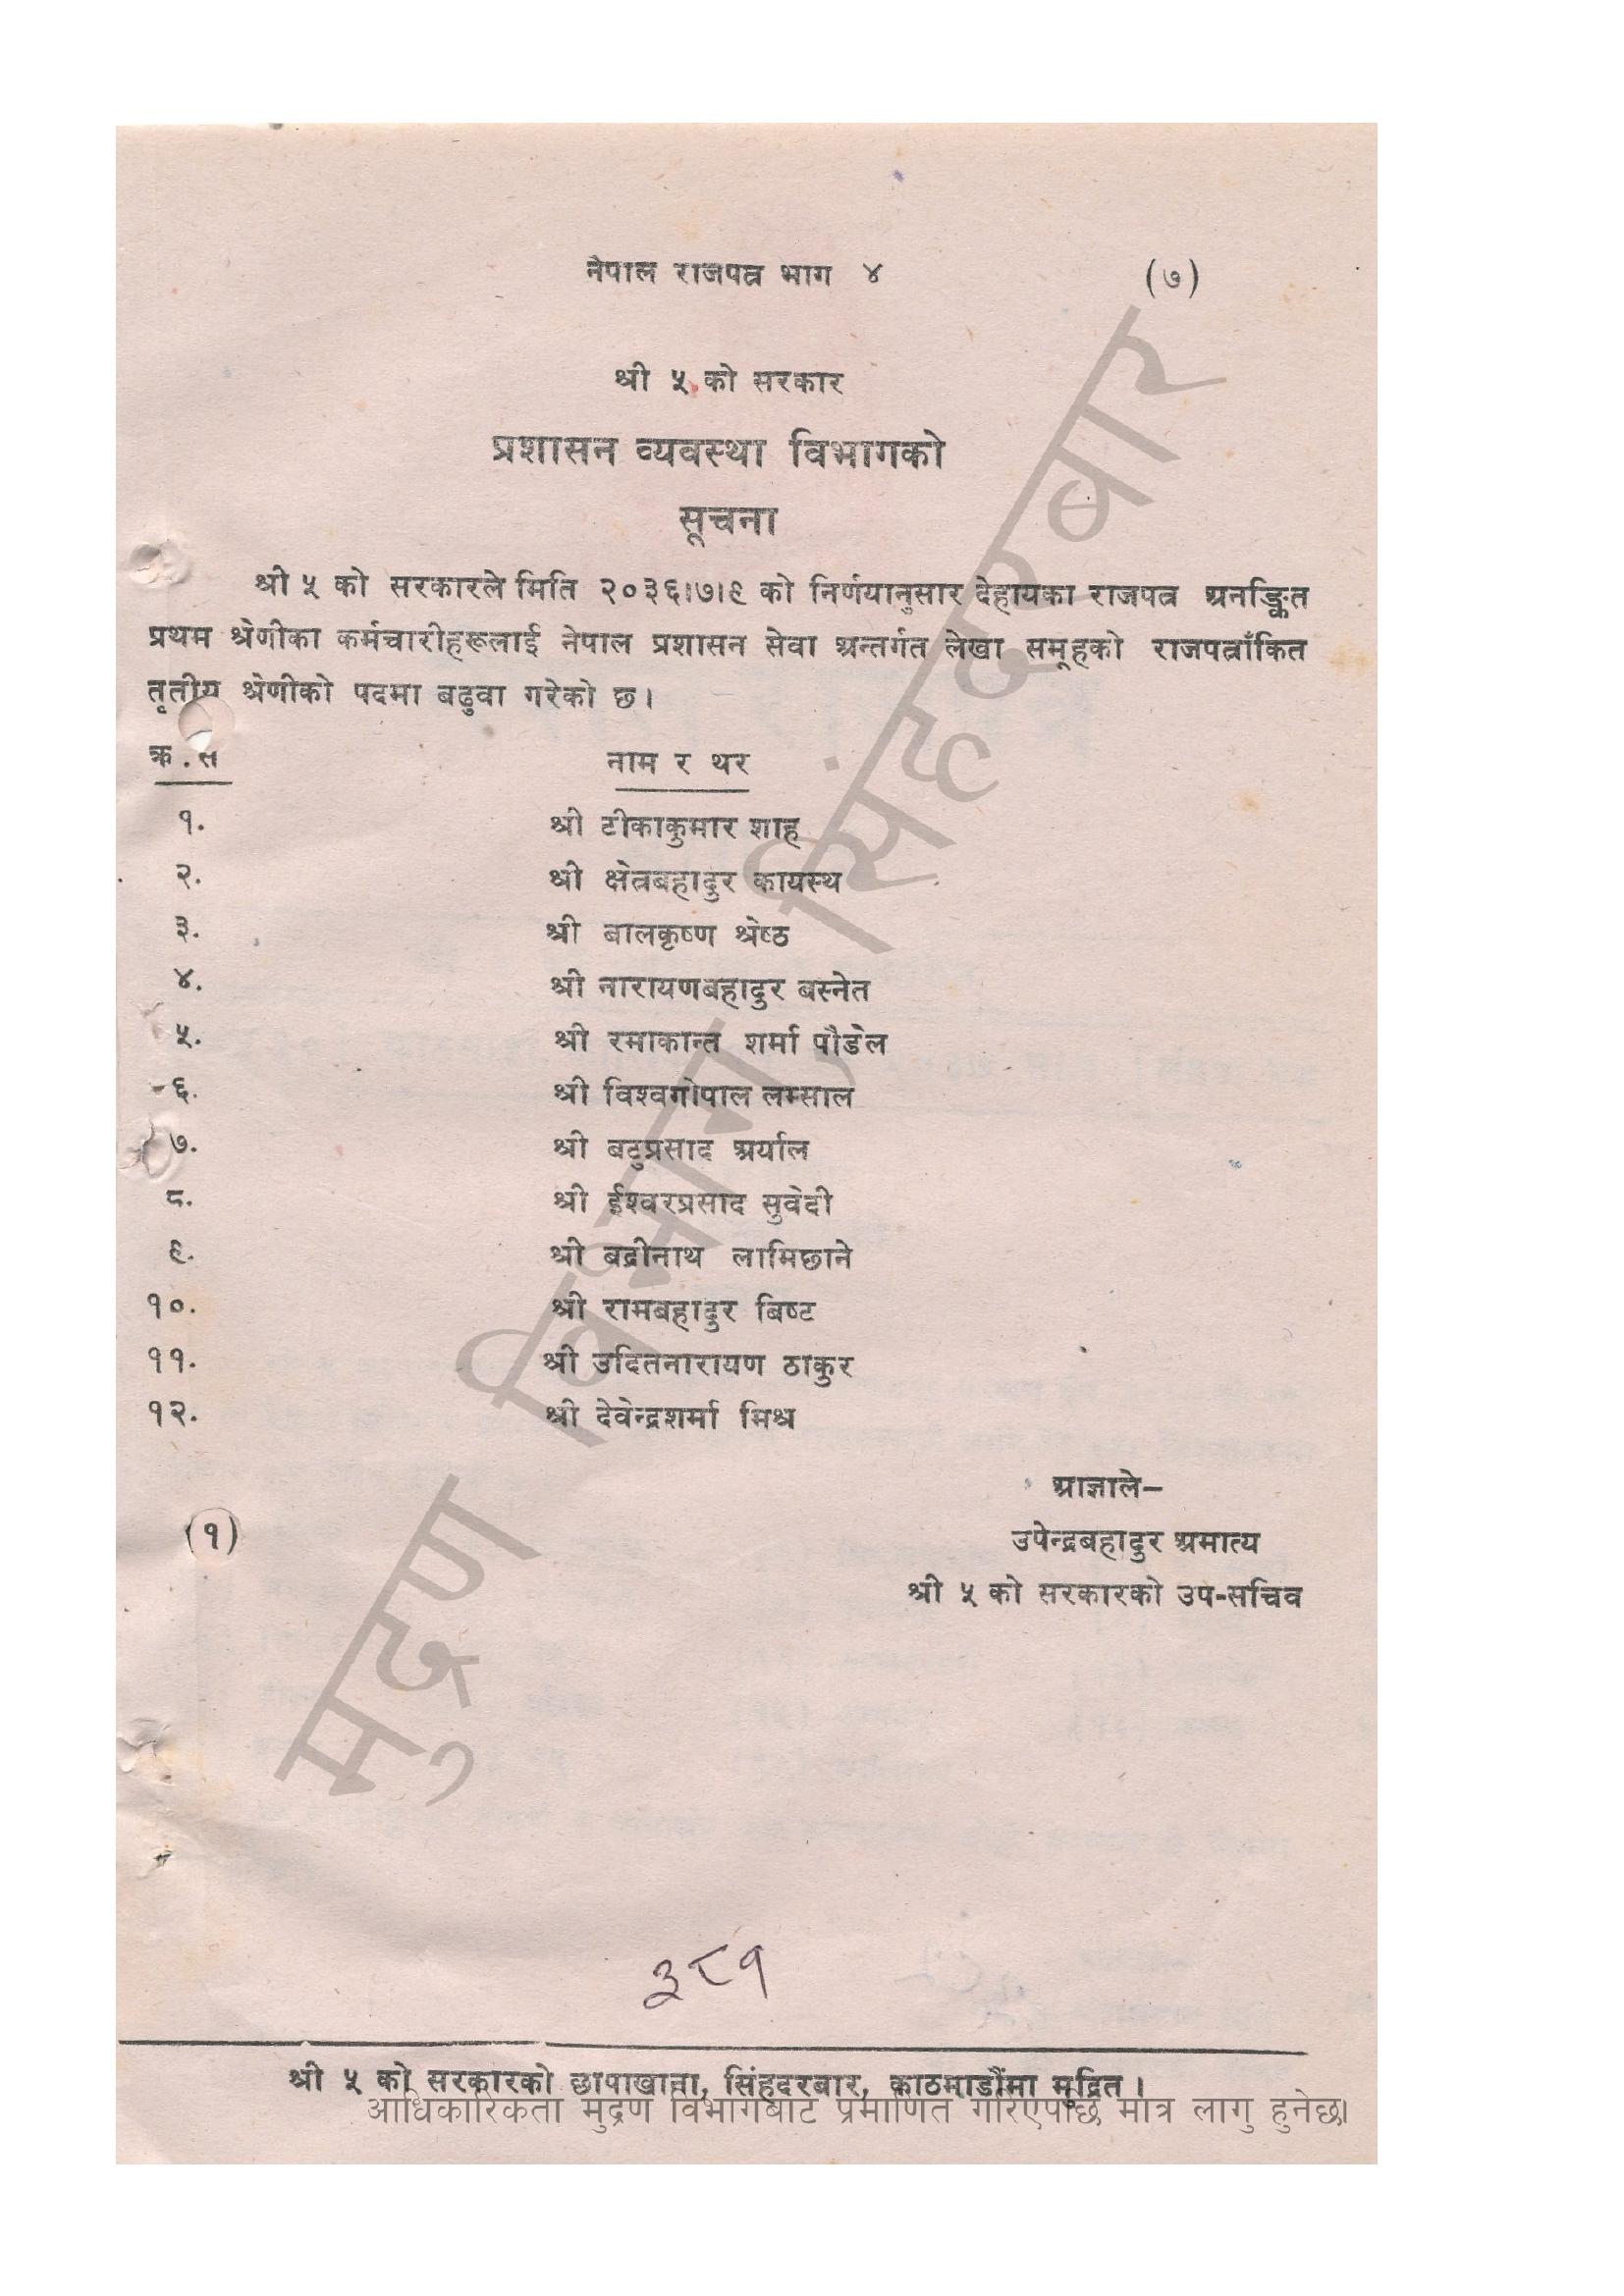 नेपाल राजपत्र भाग ४ (७)
श्री ५ को सरकार
प्रशासन व्यवस्था विभागको
सूचना
श्री ५ को सरकारले मिति २०३६।७।९ को निर्णयानुसार देहायका राजपत्र अनङ्कित
प्रथम श्रेणीका कर्मचारीहरूलाई नेपाल प्रशासन सेवा अन्तर्गत लेखा समूहको राजपत्राँकित
तृतीय श्रेणीको पदमा बढुवा गरेको छ।
क्र.स नाम र थर
१. श्री टीकाकुमार शाह
२. श्री क्षेत्रबहादुर कायस्थ
३. श्री बालकृष्ण श्रेष्ठ
४. श्री नारायणबहादुर बस्नेत
५. श्री रमाकान्त शर्मा पौडेल
६. श्री विश्वगोपाल लम्साल
७. श्री बटुप्रसाद अर्याल
८. श्री ईश्वरप्रसाद सुवेदी
९. श्री बद्रीनाथ लामिछाने
१०. श्री रामबहादुर बिष्ट
११. श्री उदितनारायण ठाकुर
१२. श्री देवेन्द्रशर्मा मिश्र
आज्ञाले–
(१) उपेन्द्रबहादुर अमात्य
श्री ५ को सरकारको उप-सचिव
मुद्रण विभाग, सिंहदरबार
३८१
श्री ५ को सरकारको छापाखाना, सिंहदरबार, काठमाडौंमा मुद्रित।
आधिकारिकता मुद्रण विभागबाट प्रमाणित गरिएपछि मात्र लागु हुनेछ।